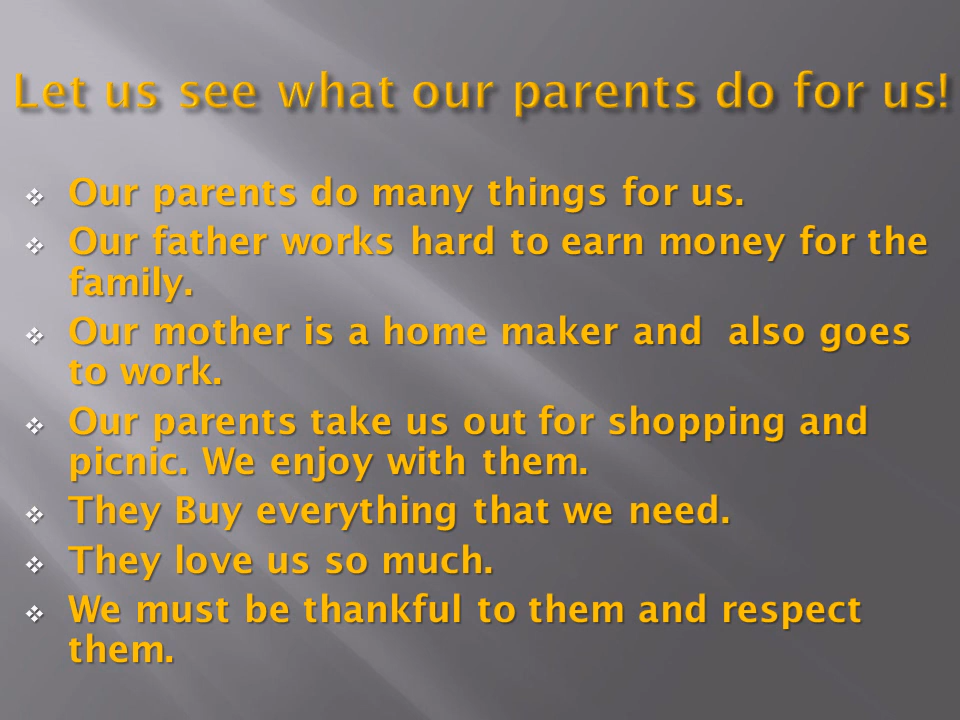 Let us see what our parents do for us!
❖ Our parents do many things for us.
❖ Our father works hard to earn money for the
family.
❖ Our mother is a home maker and  also goes
to work.
❖ Our parents take us out for shopping and
picnic. We enjoy with them.
❖ They Buy everything that we need.
❖ They love us so much.
❖ We must be thankful to them and respect
them.